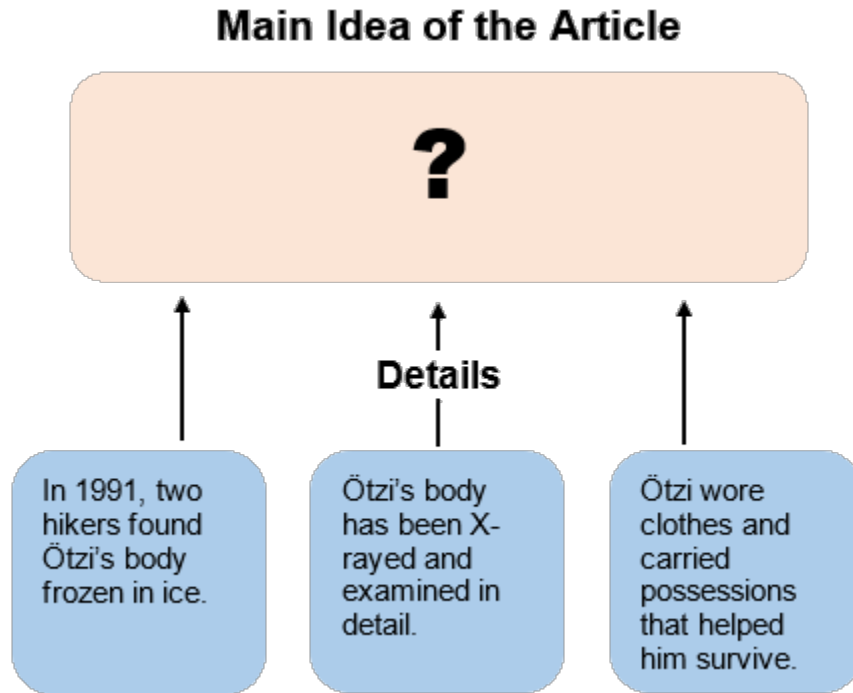 Main Idea of the Article
?
Details
In 1991, two
hikers found
Ötzi's body
frozen in ice.
Ötzi's body
has been X-
rayed and
examined in
detail.
Ötzi wore
clothes and
carried
possessions
that helped
him survive.